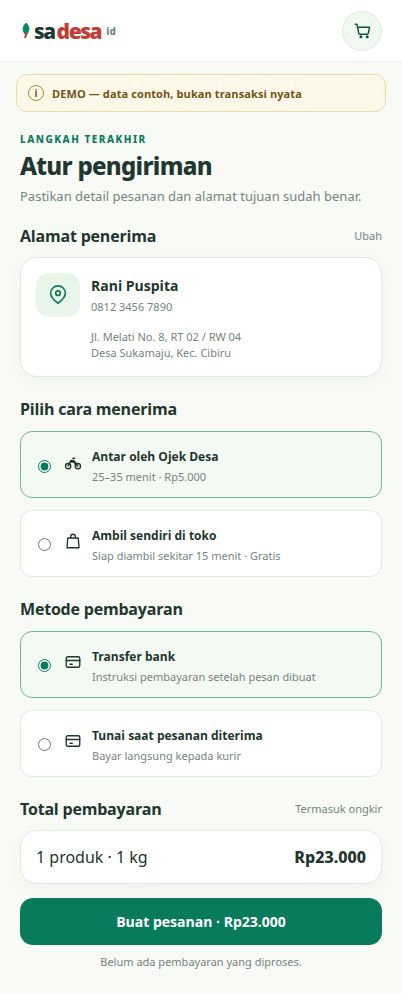 sadesa id
DEMO — data contoh, bukan transaksi nyata
LANGKAH TERAKHIR
Atur pengiriman
Pastikan detail pesanan dan alamat tujuan sudah benar.
Alamat penerima
Ubah
Rani Puspita
0812 3456 7890
Jl. Melati No. 8, RT 02 / RW 04
Desa Sukamaju, Kec. Cibiru
Pilih cara menerima
Antar oleh Ojek Desa
25–35 menit · Rp5.000
Ambil sendiri di toko
Siap diambil sekitar 15 menit · Gratis
Metode pembayaran
Transfer bank
Instruksi pembayaran setelah pesan dibuat
Tunai saat pesanan diterima
Bayar langsung kepada kurir
Total pembayaran
Termasuk ongkir
1 produk · 1 kg
Rp23.000
Buat pesanan · Rp23.000
Belum ada pembayaran yang diproses.